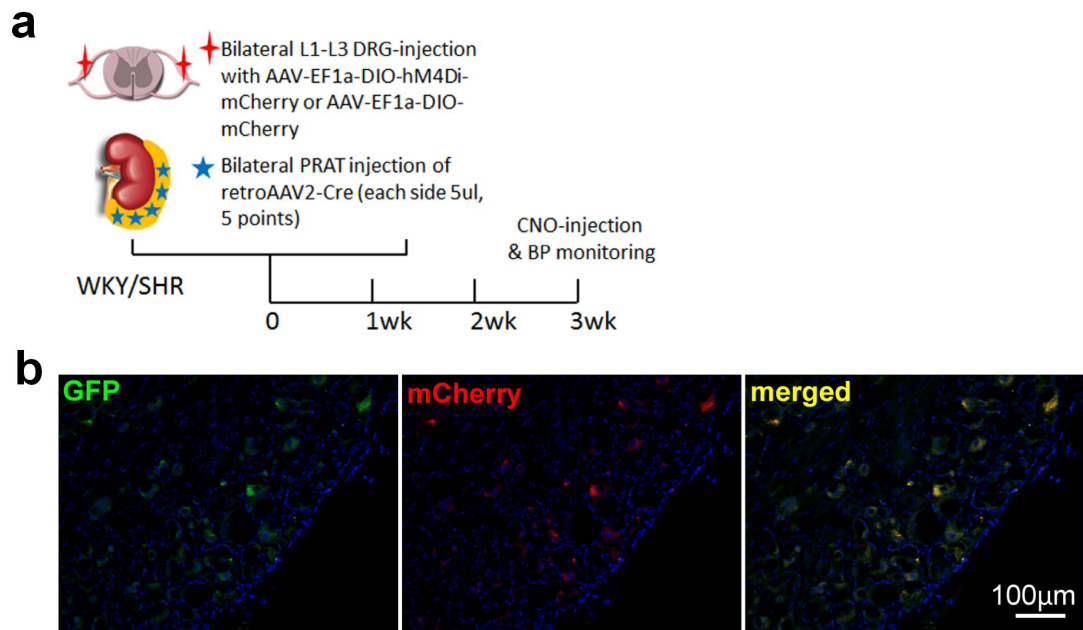 a
Bilateral L1-L3 DRG-injection
with AAV-EF1a-DIO-hM4Di-
mCherry or AAV-EF1a-DIO-
mCherry
Bilateral PRAT injection of
retroAAV2-Cre (each side 5ul,
5 points)
CNO-injection
& BP monitoring
WKY/SHR
0 1wk 2wk 3wk
b
GFP mCherry merged
100μm